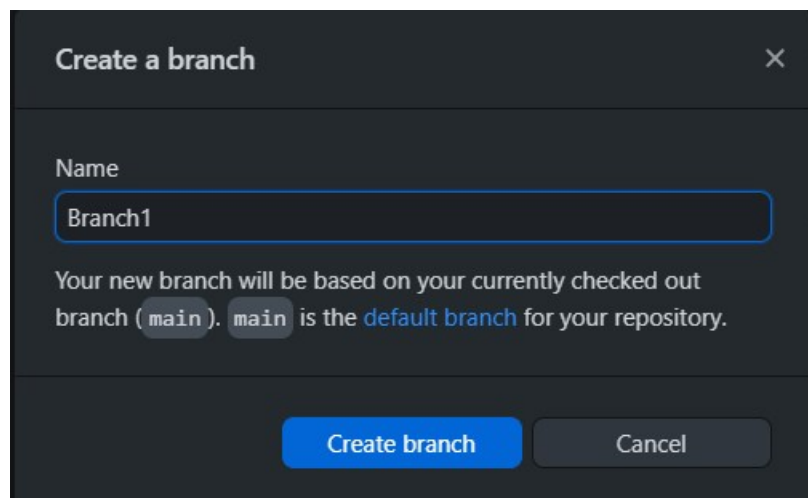 Create a branch
Name
Branch1
Your new branch will be based on your currently checked out
branch (main). main is the default branch for your repository.
Create branch
Cancel